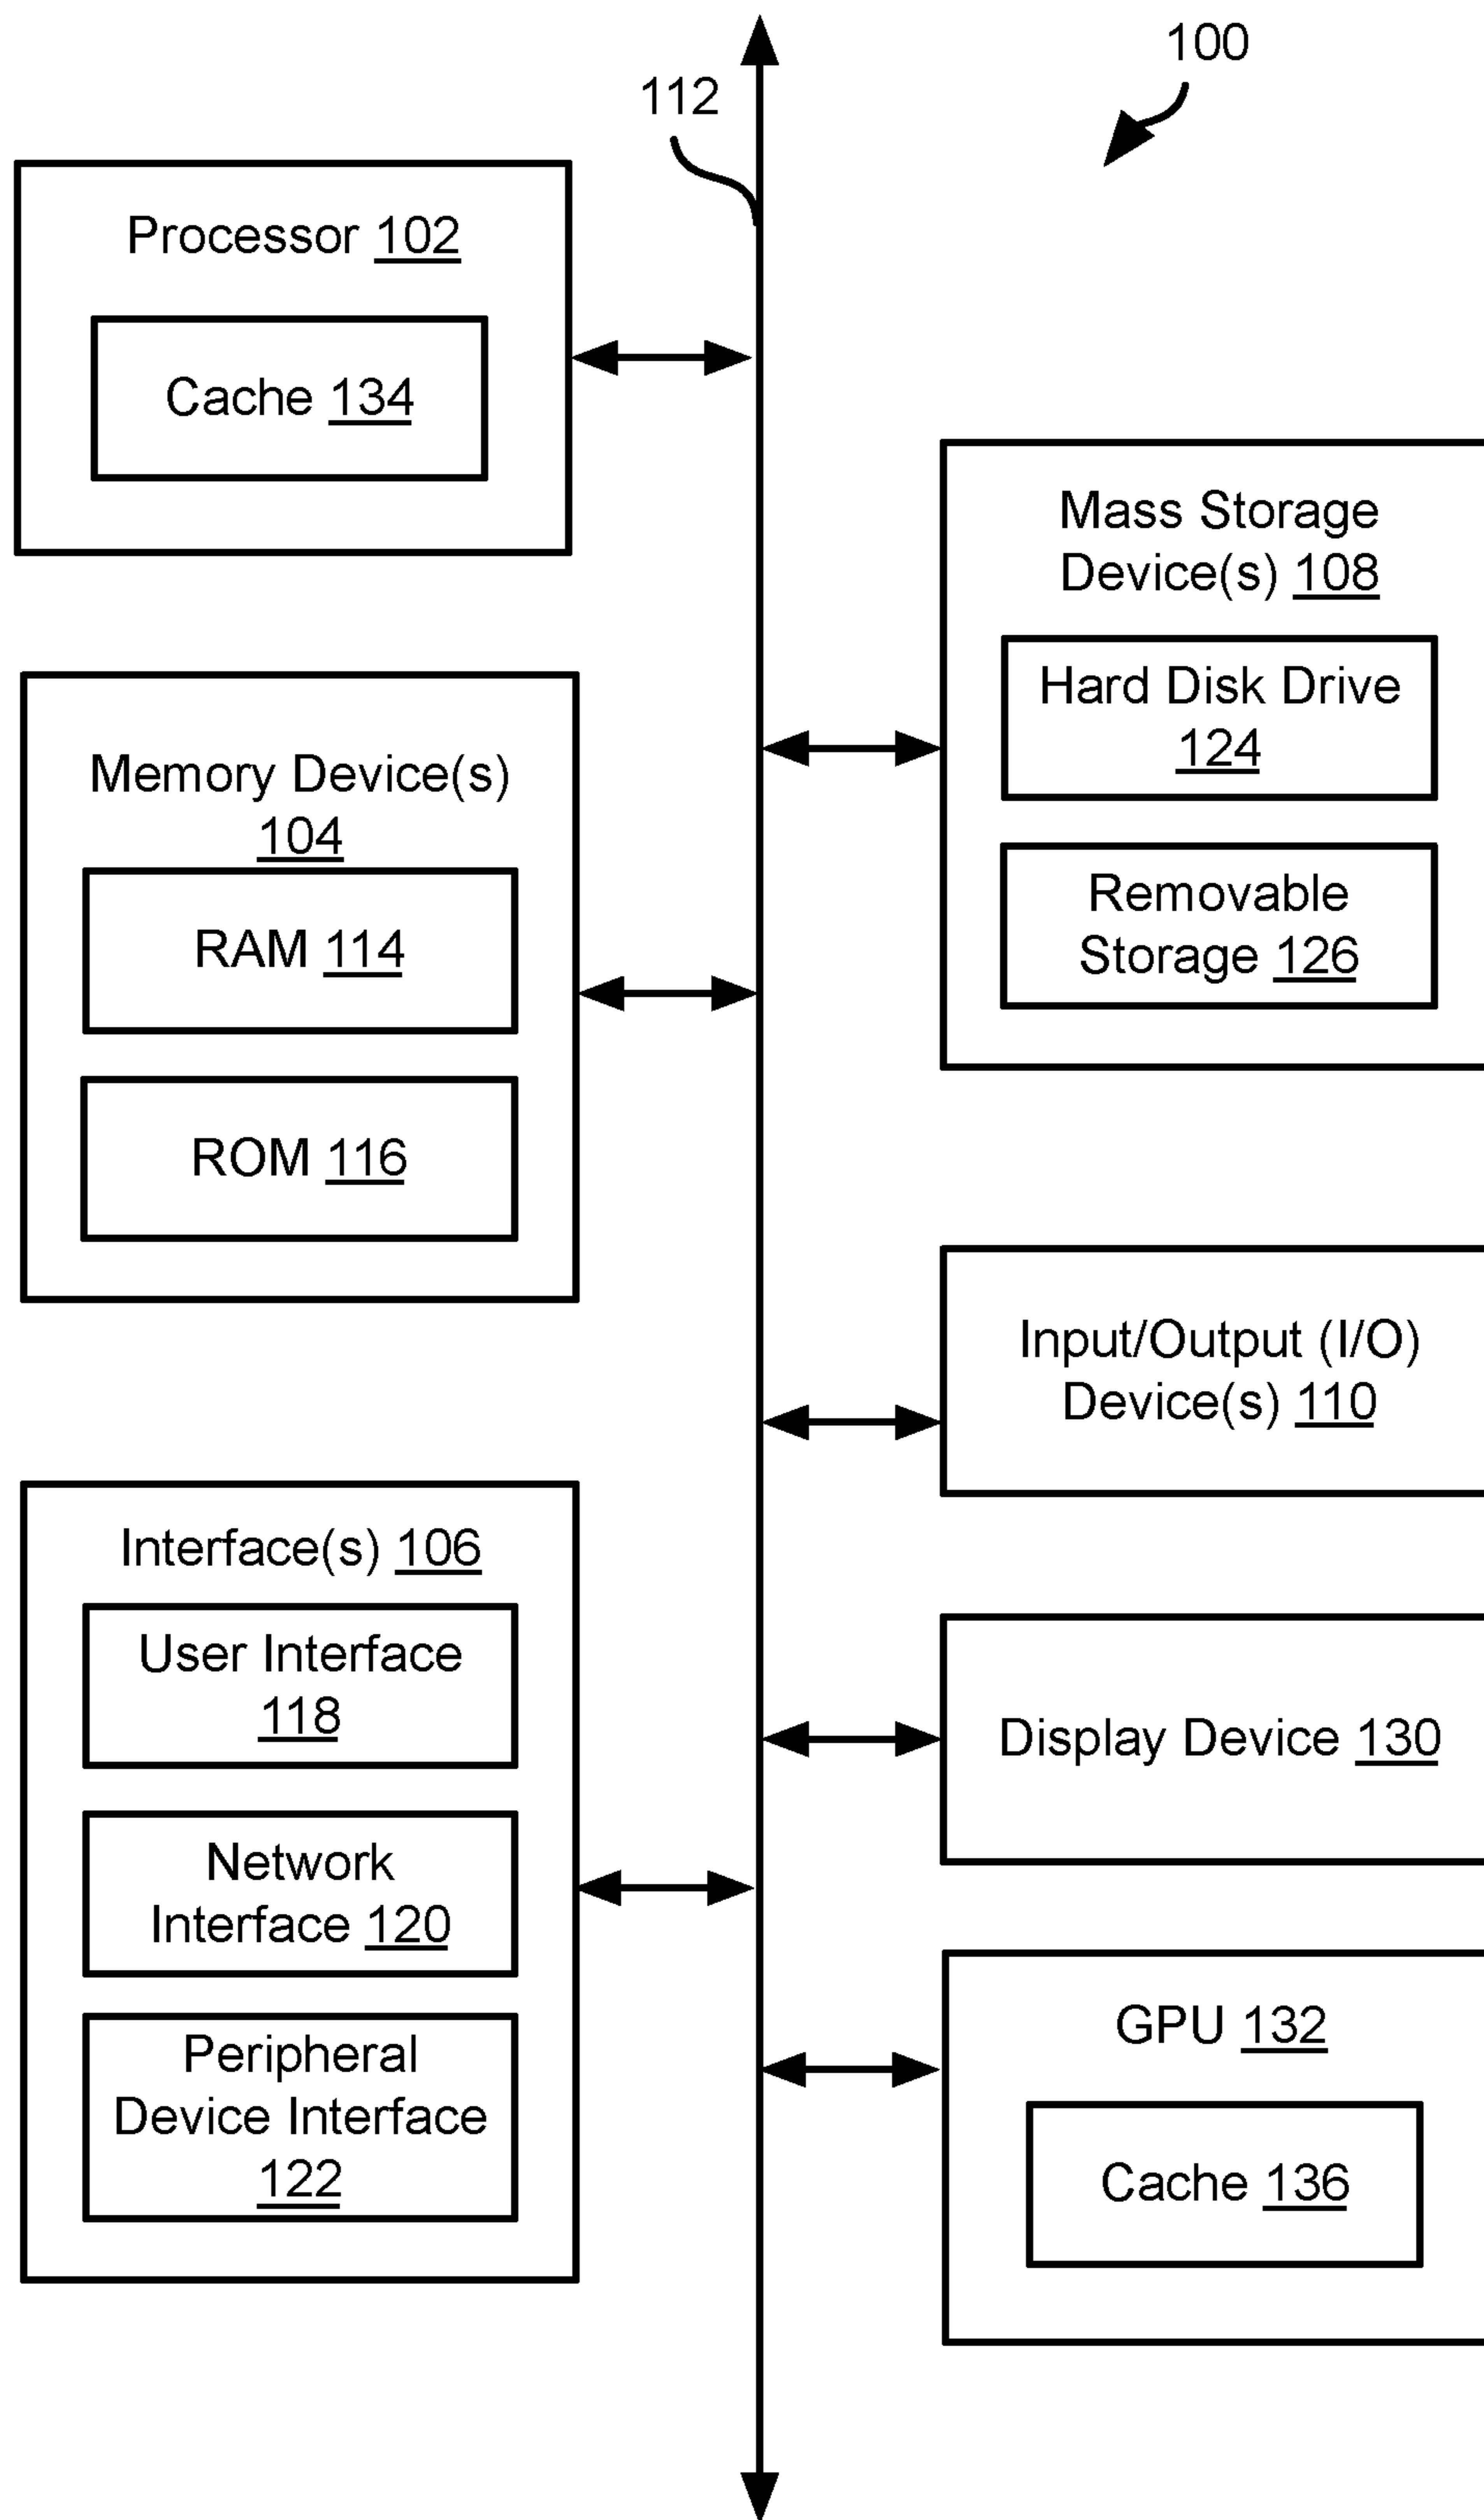 100
112
Processor 102
Cache 134
Memory Device(s)
104
RAM 114
ROM 116
Interface(s) 106
User Interface
118
Network
Interface 120
Peripheral
Device Interface
122
Mass Storage
Device(s) 108
Hard Disk Drive
124
Removable
Storage 126
Input/Output (I/O)
Device(s) 110
Display Device 130
GPU 132
Cache 136